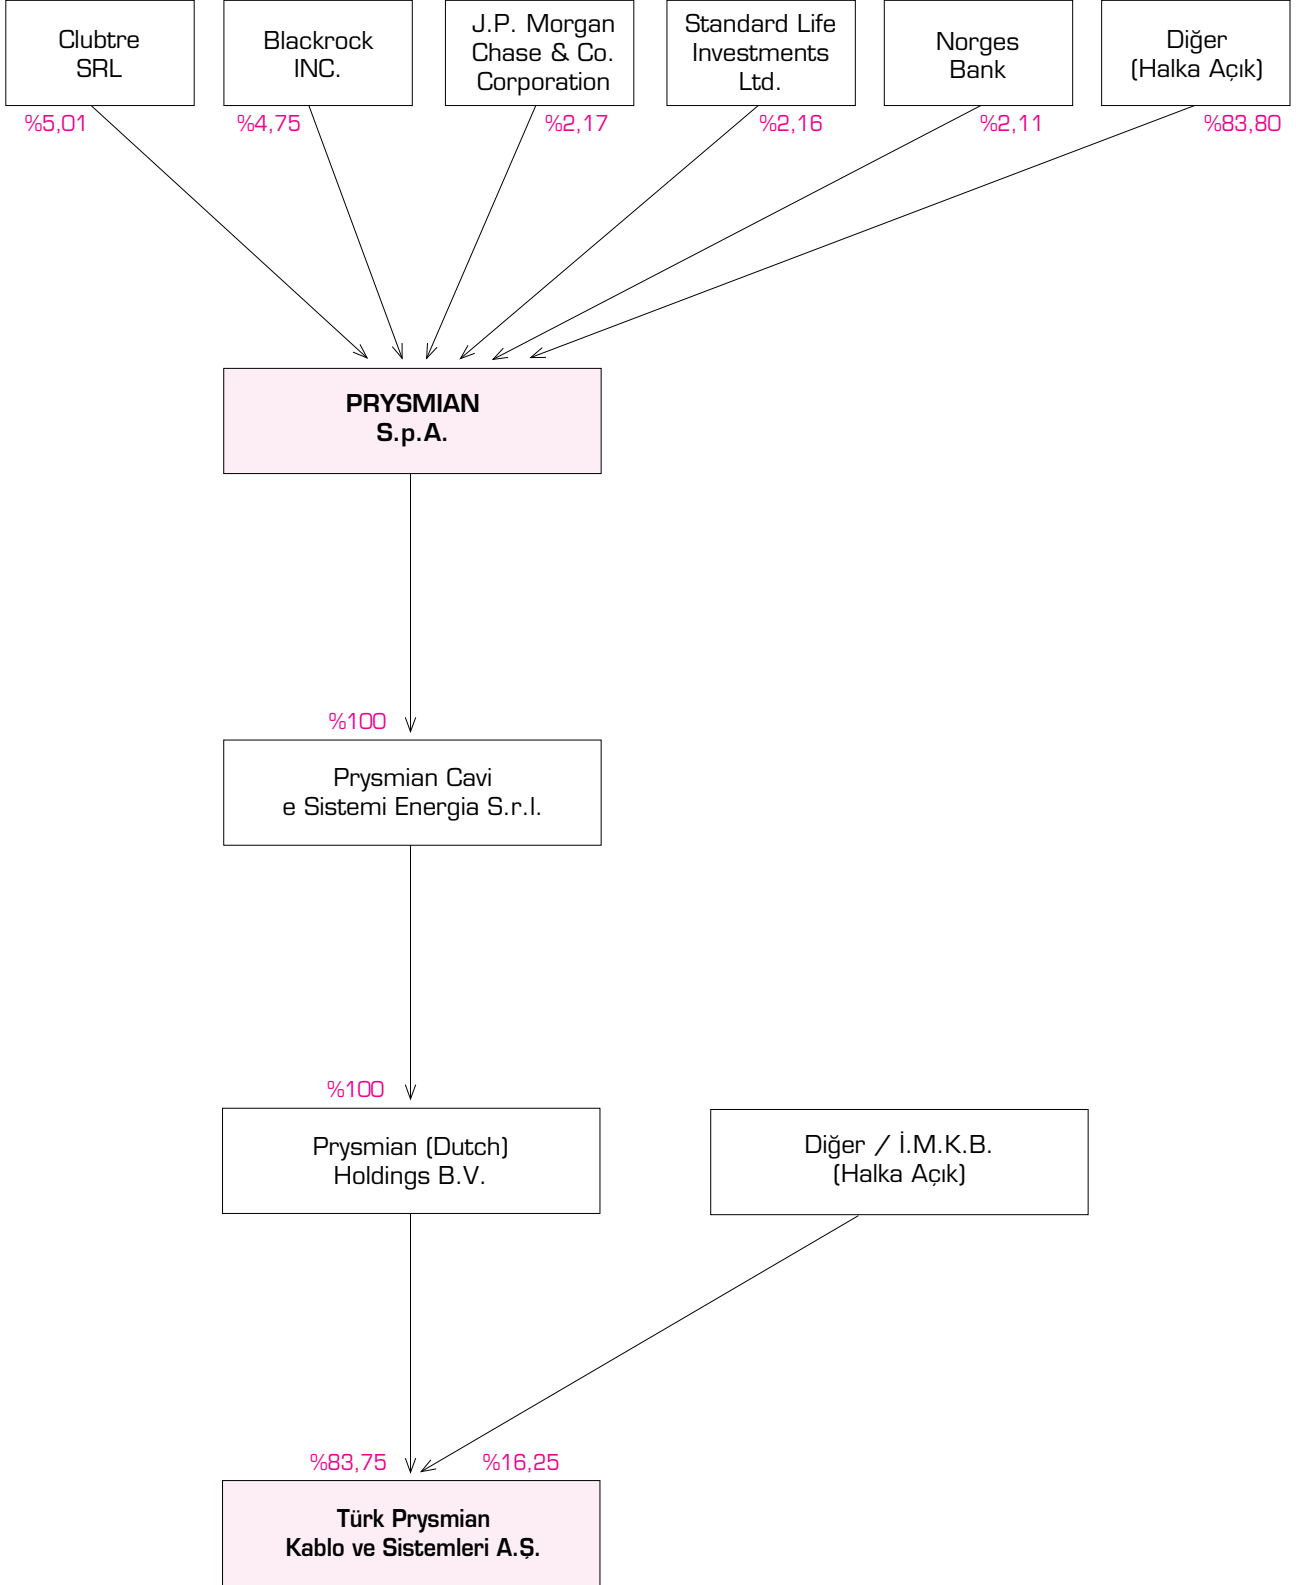 Clubtre
SRL
Blackrock
INC.
J.P. Morgan
Chase & Co.
Corporation
Standard Life
Investments
Ltd.
Norges
Bank
Diğer
(Halka Açık)
%5,01
%4,75
%2,17
%2,16
%2,11
%83,80
PRYSMIAN
S.p.A.
%100
Prysmian Cavi
e Sistemi Energia S.r.l.
%100
Prysmian (Dutch)
Holdings B.V.
Diğer / İ.M.K.B.
(Halka Açık)
%83,75
%16,25
Türk Prysmian
Kablo ve Sistemleri A.Ş.